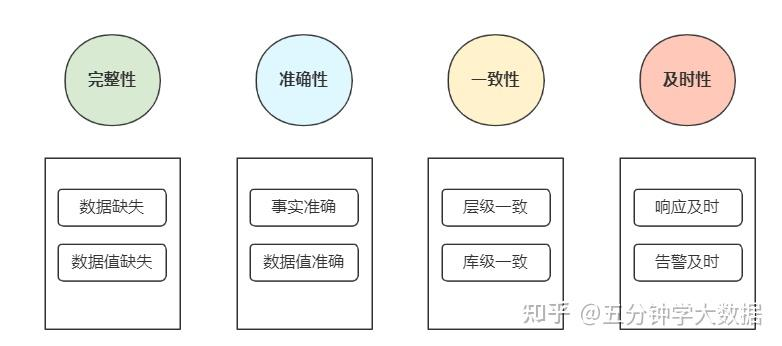 完整性
准确性
一致性
及时性
数据缺失
事实准确
层级一致
响应及时
数据值缺失
数据值准确
库级一致
告警及时
知乎 @五分钟学大数据